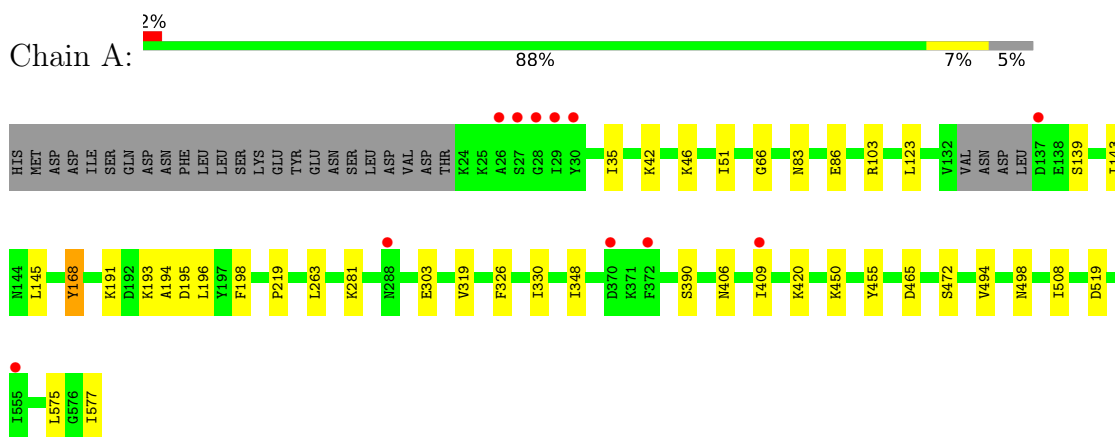 2%
Chain A:
88% 7% 5%
HIS MET ASP ASP ILE SER GLN ASP ASN PHE LEU LEU SER LYS GLU TYR GLU ASN SER LEU ASP VAL ASP THR K24 K25 A26 S27 G28 I29 Y30 I35 K42 K46 I51 G66 N83 E86 R103 L123 V132 VAL ASN ASP LEU D137 E138 S139
N144 L145 Y168 K191 D192 K193 A194 D195 L196 Y197 F198 P219 L263 K281 N288 E303 V319 F326 I330 I348 D370 K371 F372 S390 N406 I409 K420 K450 Y455 D465 S472 V494 N498 I508 D519
I555 L575 G576 I577